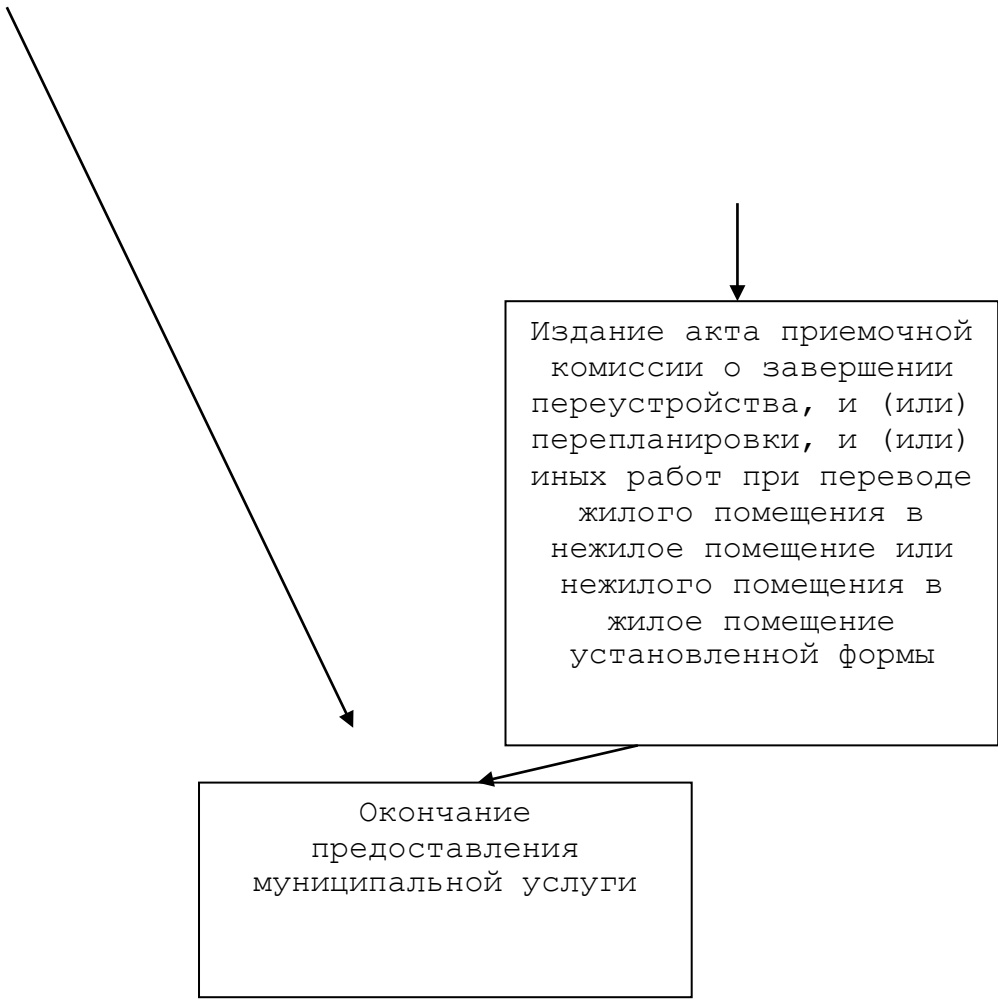 Издание акта приемочной
комиссии о завершении
переустройства, и (или)
перепланировки, и (или)
иных работ при переводе
жилого помещения в
нежилое помещение или
нежилого помещения в
жилое помещение
установленной формы
Окончание
предоставления
муниципальной услуги